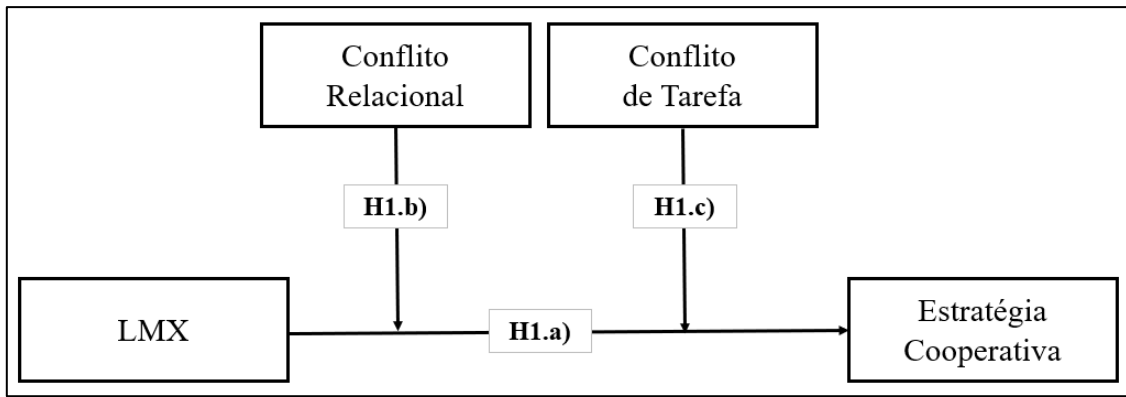 Conflito
Relacional
Conflito
de Tarefa
H1.b)
H1.c)
LMX
H1.a)
Estratégia
Cooperativa